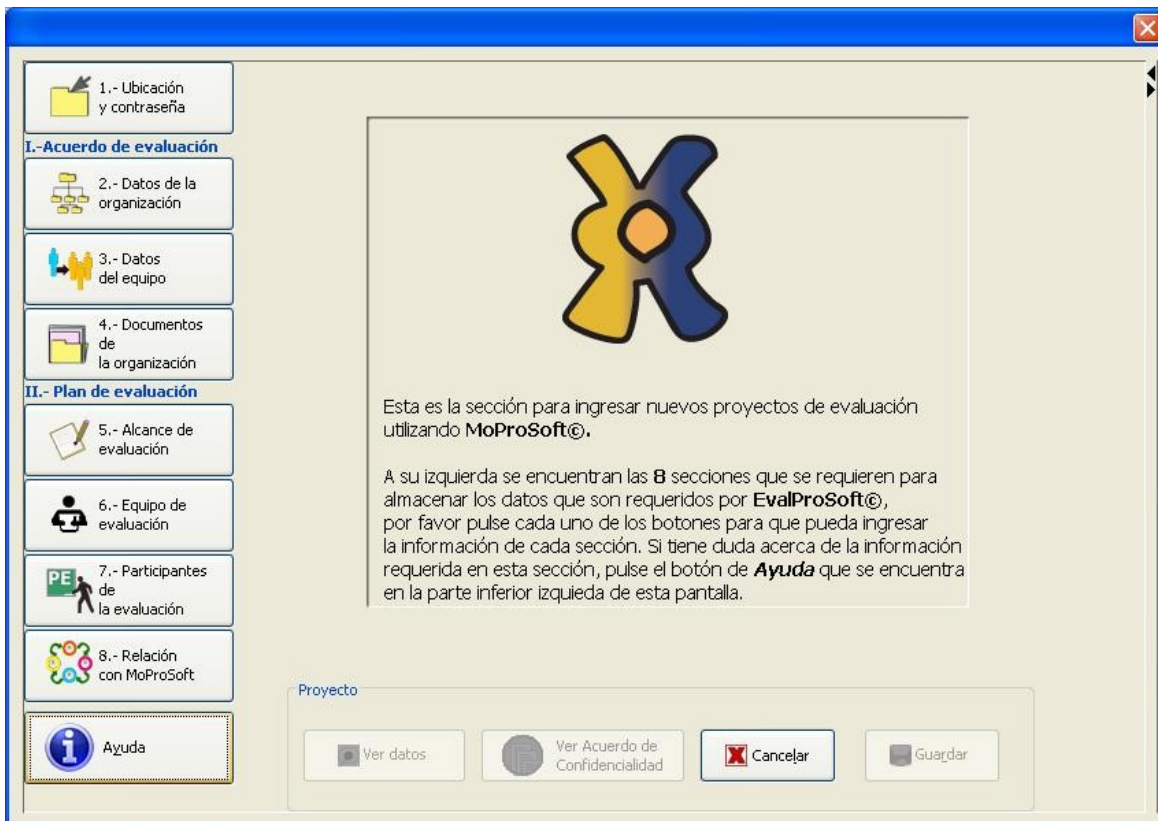 1.- Ubicación
y contraseña
I.-Acuerdo de evaluación
2.- Datos de la
organización
3.- Datos
del equipo
4.- Documentos
de
la organización
II.- Plan de evaluación
5.- Alcance de
evaluación
6.- Equipo de
evaluación
PE
7.- Participantes
de
la evaluación
8.- Relación
con MoProSoft
Ayuda
Esta es la sección para ingresar nuevos proyectos de evaluación
utilizando MoProSoft©.
A su izquierda se encuentran las 8 secciones que se requieren para
almacenar los datos que son requeridos por EvalProSoft©,
por favor pulse cada uno de los botones para que pueda ingresar
la información de cada sección. Si tiene duda acerca de la información
requerida en esta sección, pulse el botón de Ayuda que se encuentra
en la parte inferior izquieda de esta pantalla.
Proyecto
Ver datos
Ver Acuerdo de
Confidencialidad
Cancelar
Guardar